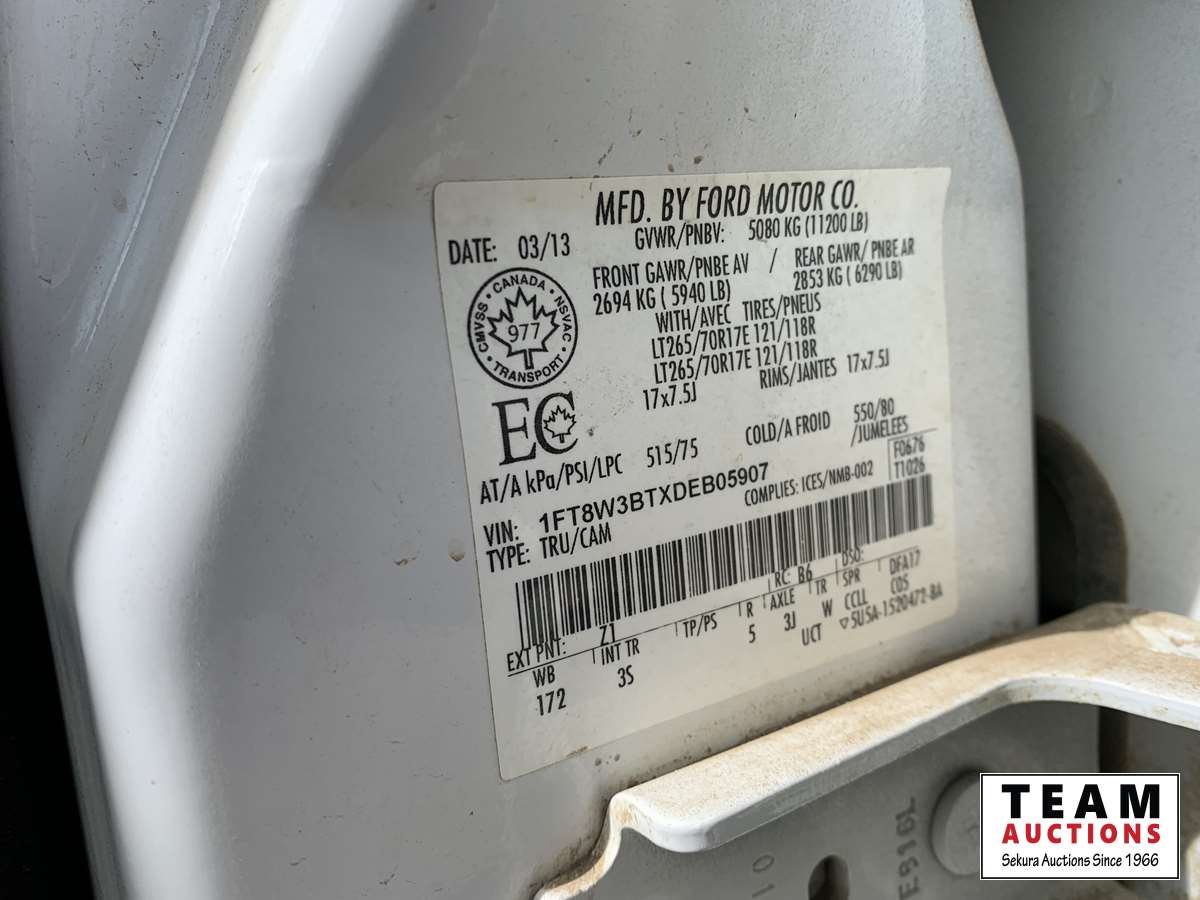 MFD. BY FORD MOTOR CO.
DATE: 03/13
GVWR/PNBV: 5080 KG (11200 LB)
FRONT GAWR/PNBE AV / REAR GAWR/ PNBE AR
2694 KG ( 5940 LB) 2853 KG ( 6290 LB)
WITH/AVEC TIRES/PNEUS
LT265/70R17E 121/118R
LT265/70R17E 121/118R
17x7.5J RIMS/JANTES 17x7.5J
CMVSS • CANADA • NSVAC • TRANSPORT •
977
EC
AT/A kPa/PSI/LPC 515/75 COLD/A FROID 550/80
/JUMELEES
VIN: 1FT8W3BTXDEB05907
COMPLIES: ICES/NMB-002
F0676
T1026
TYPE: TRU/CAM
EXT PNT: Z1 RC: B6 DSO:
WB INT TR TP/PS R AXLE TR SPR DFA17
172 3S 5 3J W CCLL C05
UCT ▽5U5A-1520472-BA
TEAM
AUCTIONS
Sekura Auctions Since 1966